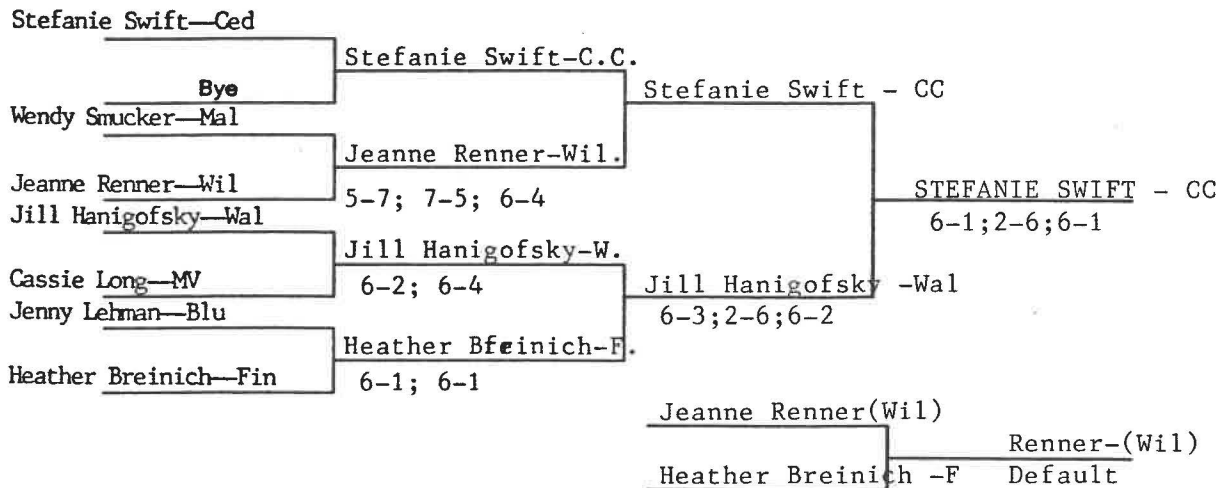 Stefanie Swift—Ced
Stefanie Swift-C.C.
Bye
Stefanie Swift - CC
Wendy Smucker—Mal
Jeanne Renner-Wil.
Jeanne Renner—Wil
5-7; 7-5; 6-4
STEFANIE SWIFT - CC
6-1;2-6;6-1
Jill Hanigofsky—Wal
Jill Hanigofsky-W.
Cassie Long—MV
6-2; 6-4
Jill Hanigofsky -Wal
6-3;2-6;6-2
Jenny Lehman—Blu
Heather Breinich-F.
Heather Breinich—Fin
6-1; 6-1
Jeanne Renner(Wil)
Renner-(Wil)
Heather Breinich -F
Default